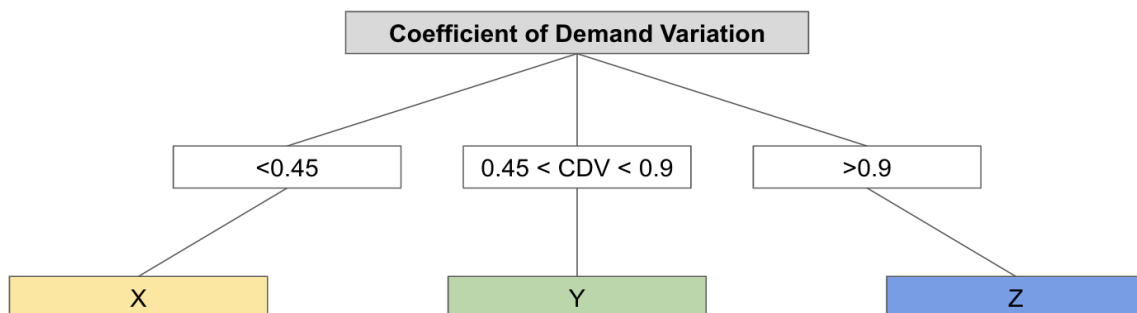 Coefficient of Demand Variation
<0.45
0.45 < CDV < 0.9
>0.9
X
Y
Z